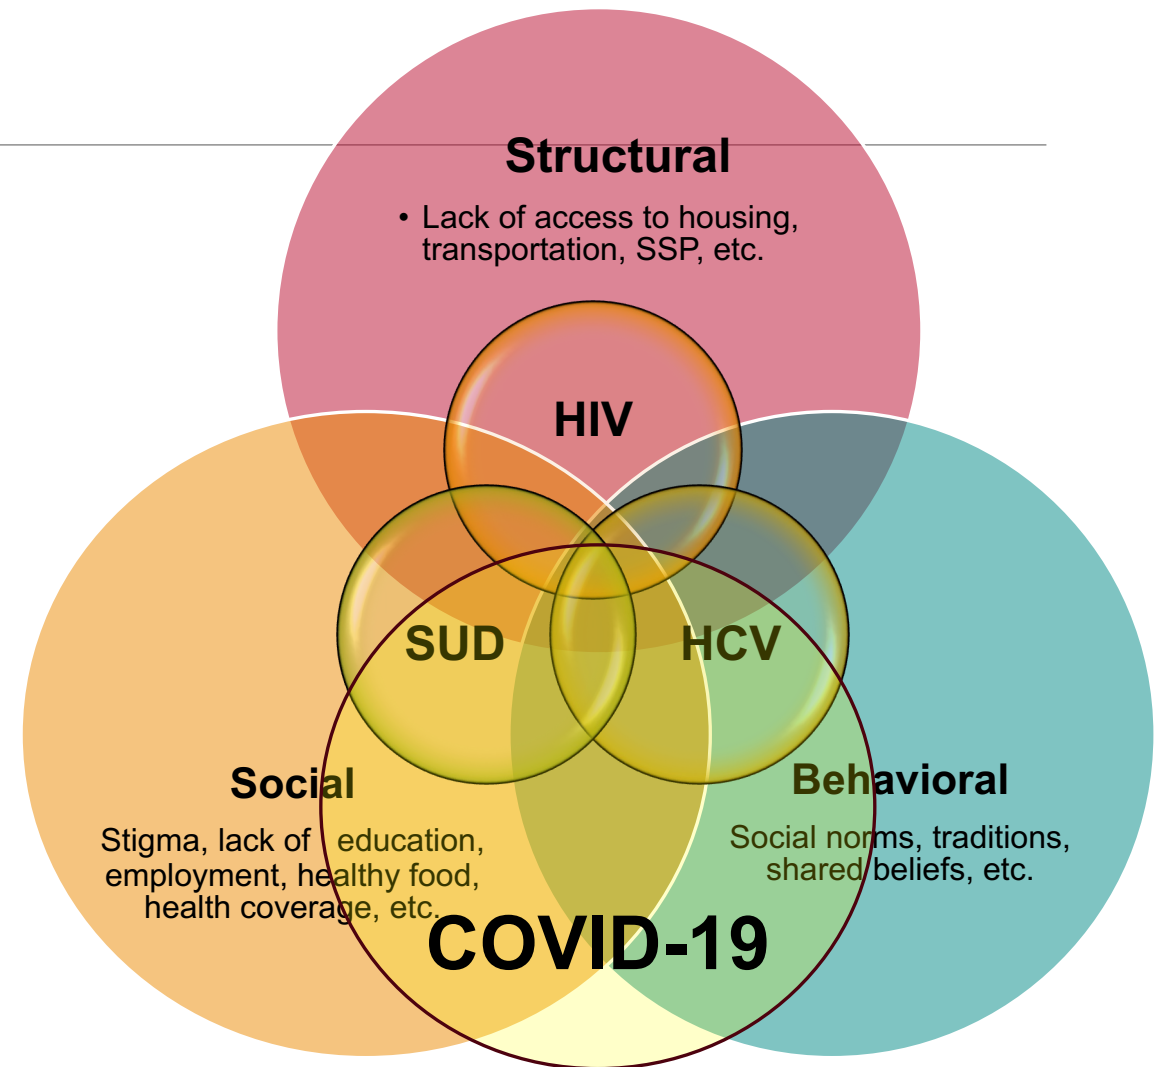 Structural
• Lack of access to housing,
transportation, SSP, etc.
HIV
SUD
HCV
Social
Stigma, lack of education,
employment, healthy food,
health coverage, etc.
Behavioral
Social norms, traditions,
shared beliefs, etc.
COVID-19